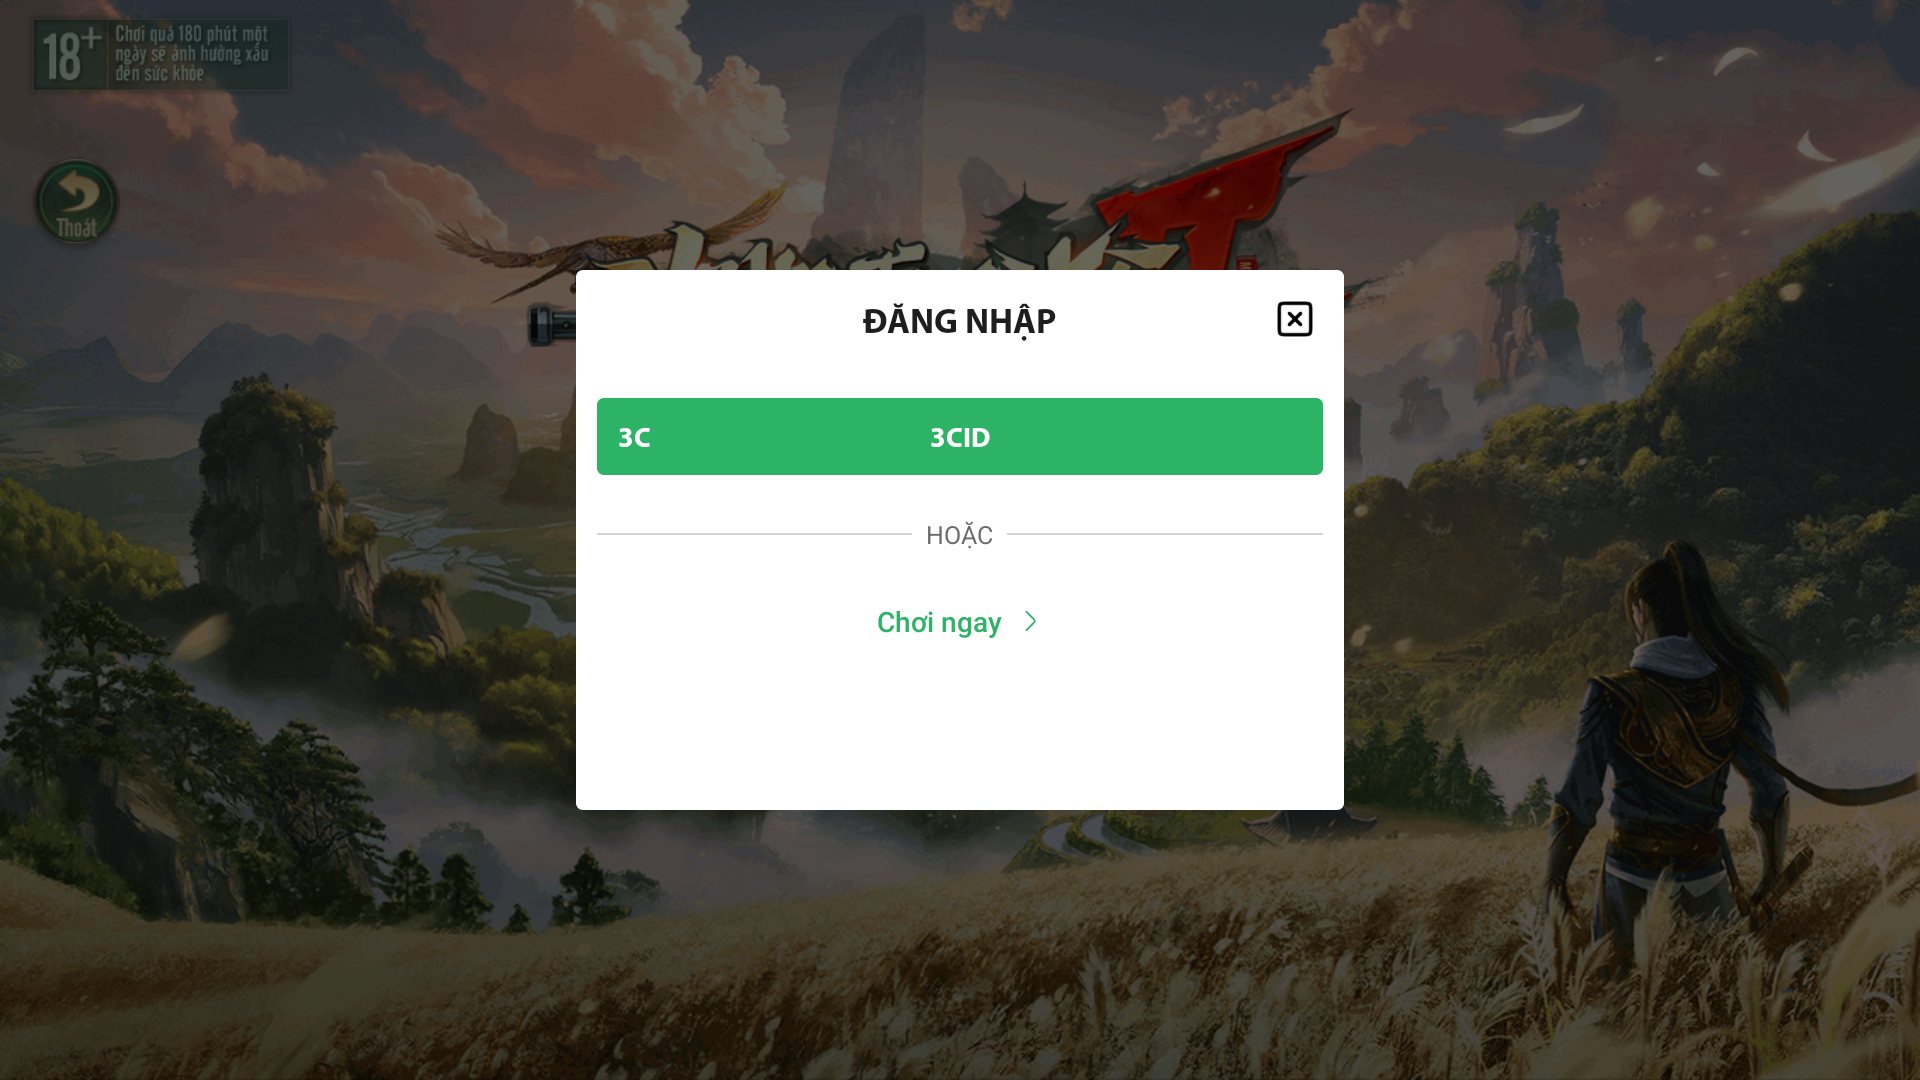 18+
Chơi quá 180 phút một
ngày sẽ ảnh hưởng xấu
đến sức khỏe
Thoát
ĐĂNG NHẬP
3C
3CID
HOẶC
Chơi ngay